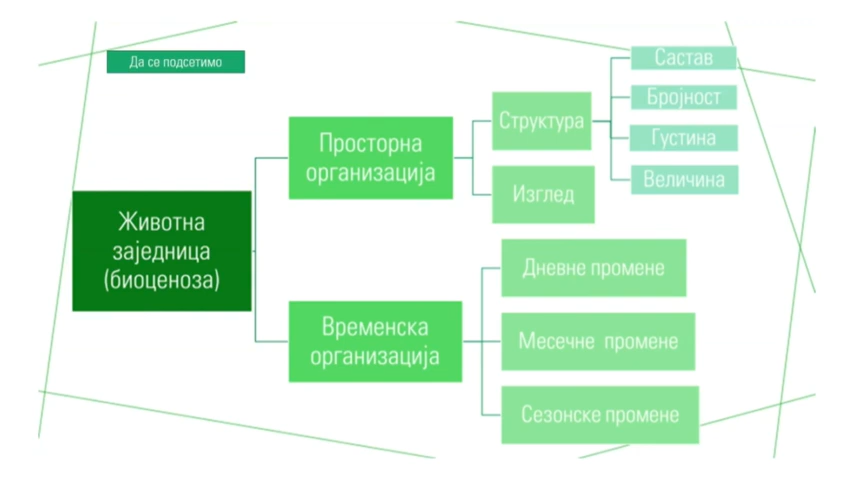 Да се подсетимо
Животна
заједница
(биоценоза)
Просторна
организација
Структура
Састав
Бројност
Густина
Величина
Изглед
Временска
организација
Дневне промене
Месечне промене
Сезонске промене